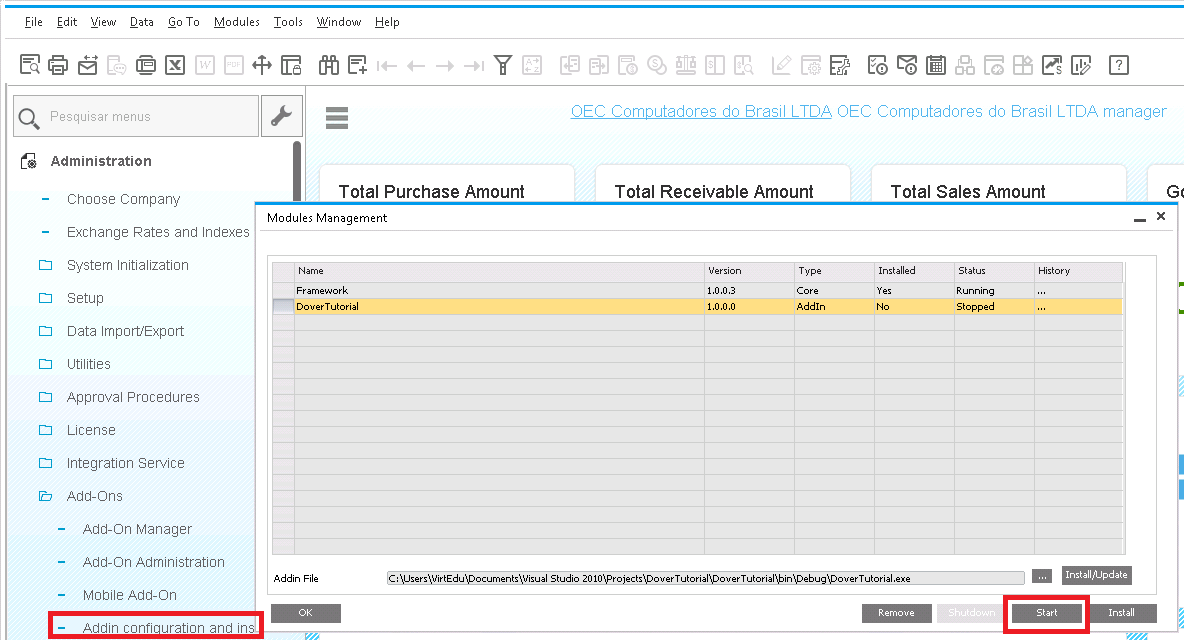 File Edit View Data Go To Modules Tools Window Help
Pesquisar menus
OEC Computadores do Brasil LTDA OEC Computadores do Brasil LTDA manager
Administration
Choose Company
Exchange Rates and Indexes
System Initialization
Setup
Data Import/Export
Utilities
Approval Procedures
License
Integration Service
Add-Ons
Add-On Manager
Add-On Administration
Mobile Add-On
Addin configuration and ins
Total Purchase Amount Total Receivable Amount Total Sales Amount
Modules Management
Name Version Type Installed Status History
Framework 1.0.0.3 Core Yes Running ...
DoverTutorial 1.0.0.0 AddIn No Stopped ...
Addin File C:\Users\VirtEdu\Documents\Visual Studio 2010\Projects\DoverTutorial\DoverTutorial\bin\Debug\DoverTutorial.exe ... Install/Update
OK Remove Shutdown Start Install